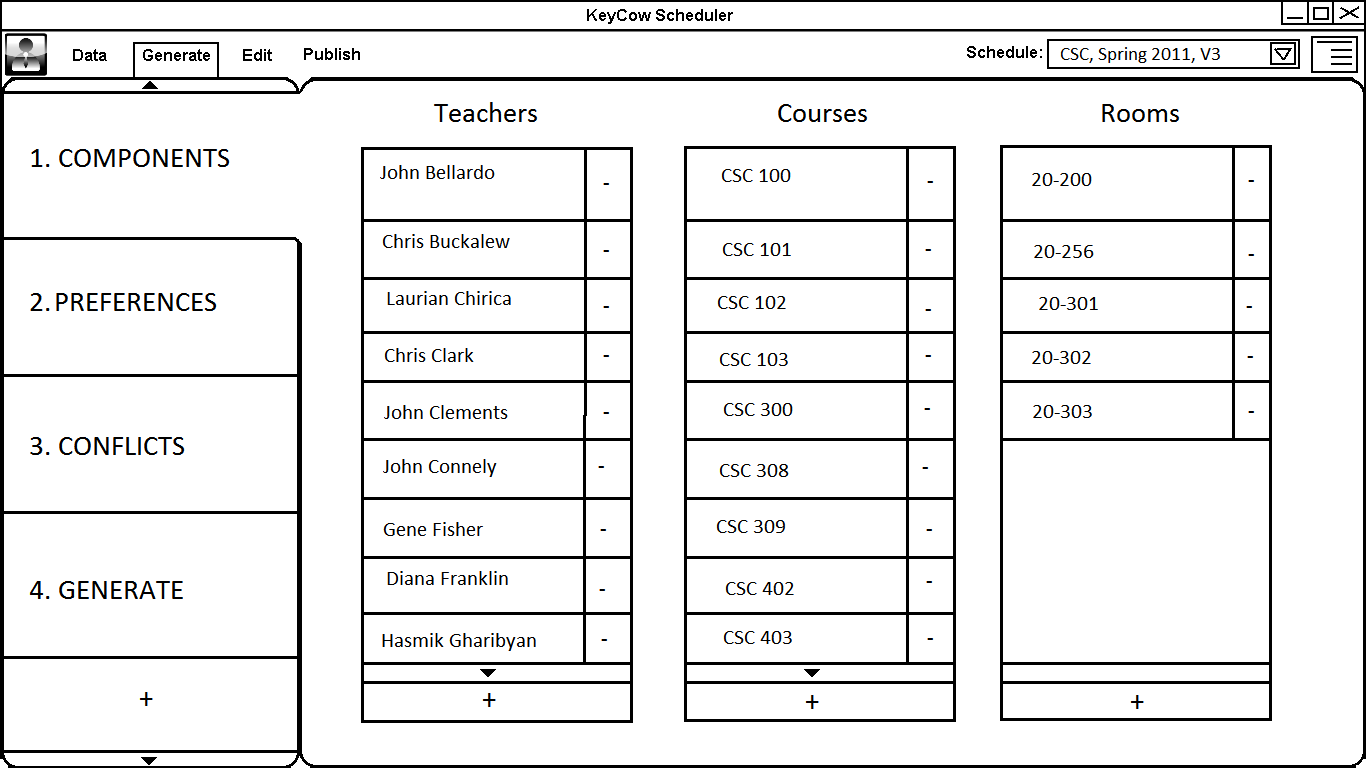 KeyCow Scheduler
Data Generate Edit Publish Schedule: CSC, Spring 2011, V3
Teachers Courses Rooms
1. COMPONENTS
2. PREFERENCES
3. CONFLICTS
4. GENERATE
+
John Bellardo -
Chris Buckalew -
Laurian Chirica -
Chris Clark -
John Clements -
John Connely -
Gene Fisher -
Diana Franklin -
Hasmik Gharibyan -
+
CSC 100 -
CSC 101 -
CSC 102 -
CSC 103 -
CSC 300 -
CSC 308 -
CSC 309 -
CSC 402 -
CSC 403 -
+
20-200 -
20-256 -
20-301 -
20-302 -
20-303 -
+